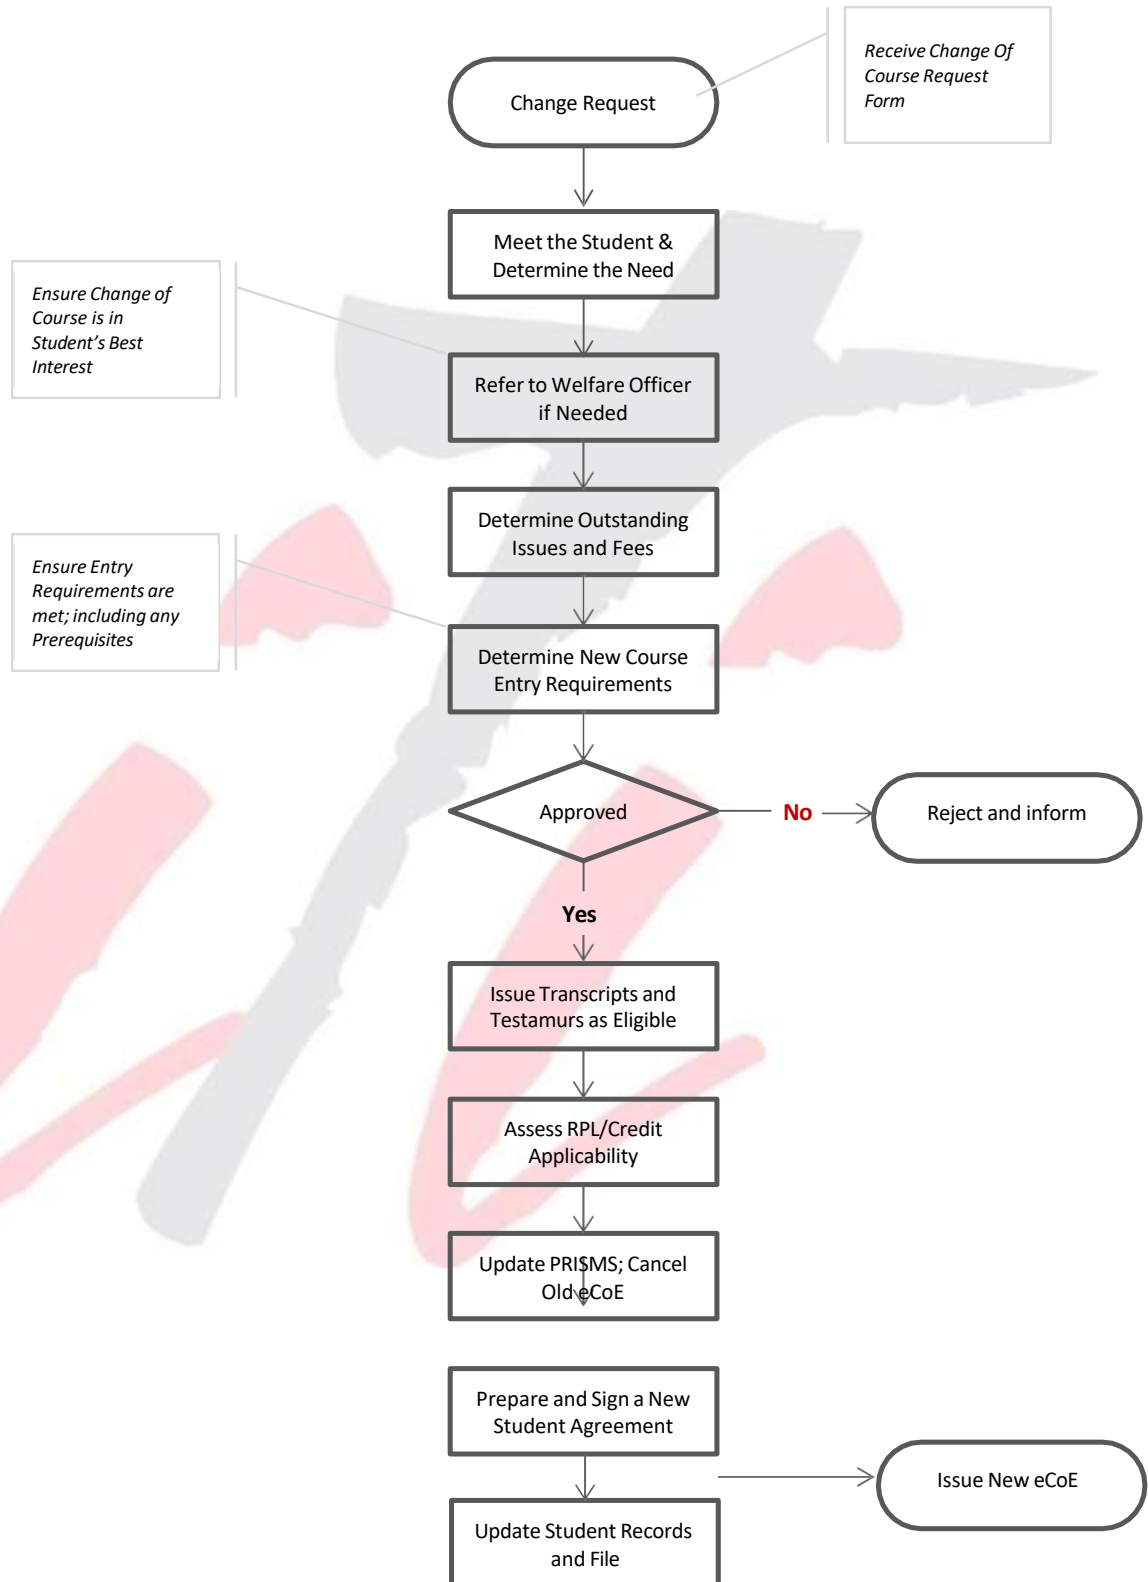 Receive Change Of
Course Request
Form
Change Request
Meet the Student &
Determine the Need
Ensure Change of
Course is in
Student’s Best
Interest
Refer to Welfare Officer
if Needed
Determine Outstanding
Issues and Fees
Ensure Entry
Requirements are
met; including any
Prerequisites
Determine New Course
Entry Requirements
Approved
No
Reject and inform
Yes
Issue Transcripts and
Testamurs as Eligible
Assess RPL/Credit
Applicability
Update PRISMS; Cancel
Old eCoE
Prepare and Sign a New
Student Agreement
Issue New eCoE
Update Student Records
and File